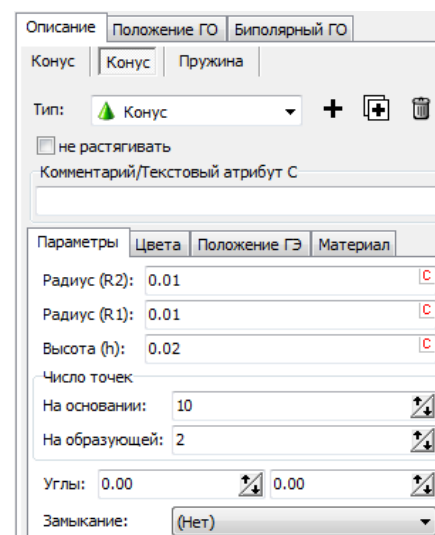 Описание Положение ГО Биполярный ГО
Конус Конус Пружина
Тип: Конус
не растягивать
Комментарий/Текстовый атрибут C
Параметры Цвета Положение ГЭ Материал
Радиус (R2): 0.01 C
Радиус (R1): 0.01 C
Высота (h): 0.02 C
Число точек
На основании: 10
На образующей: 2
Углы: 0.00 0.00
Замыкание: (Нет)